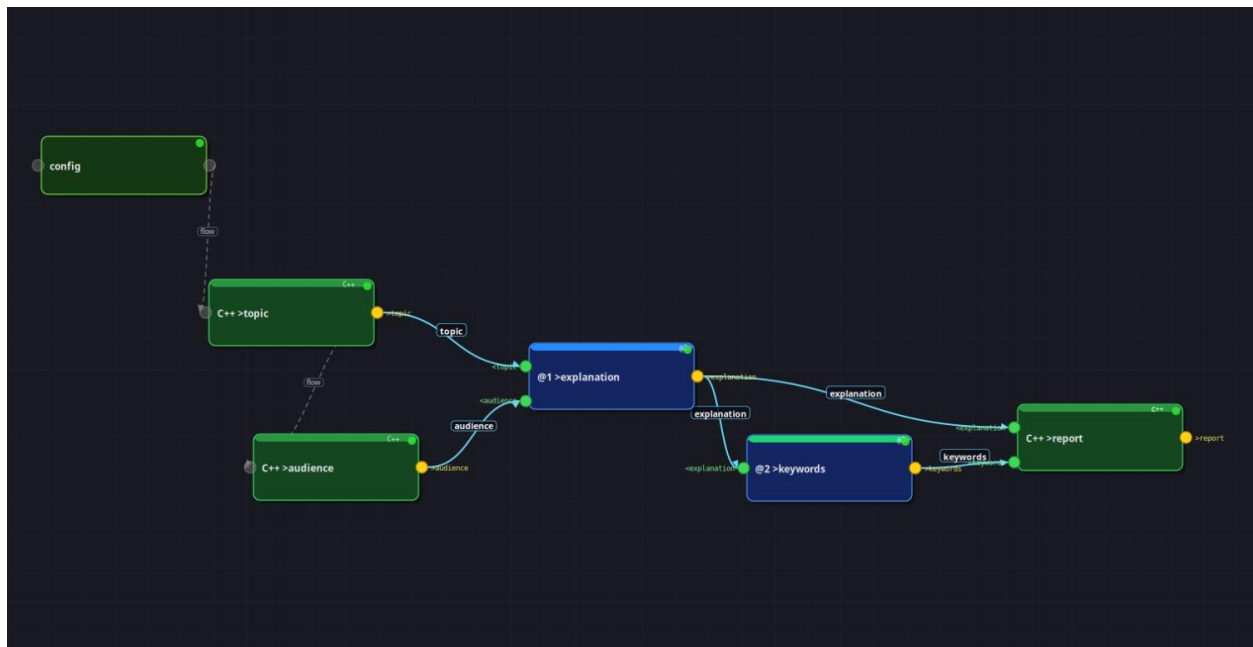 config
flow
C++
C++ >topic
>topic
topic
flow
<topic
@1 >explanation
>explanation
<audience
explanation
explanation
audience
C++
C++ >audience
>audience
<explanation
@2 >keywords
>keywords
keywords
C++
<explanation
C++ >report
>report